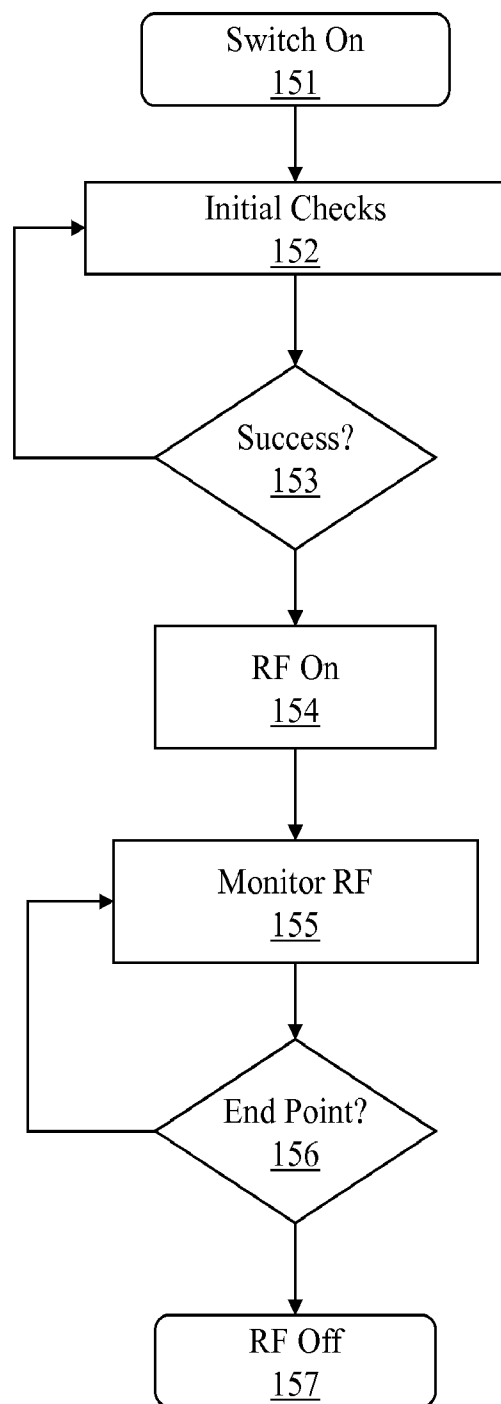 Switch On
151
Initial Checks
152
Success?
153
RF On
154
Monitor RF
155
End Point?
156
RF Off
157